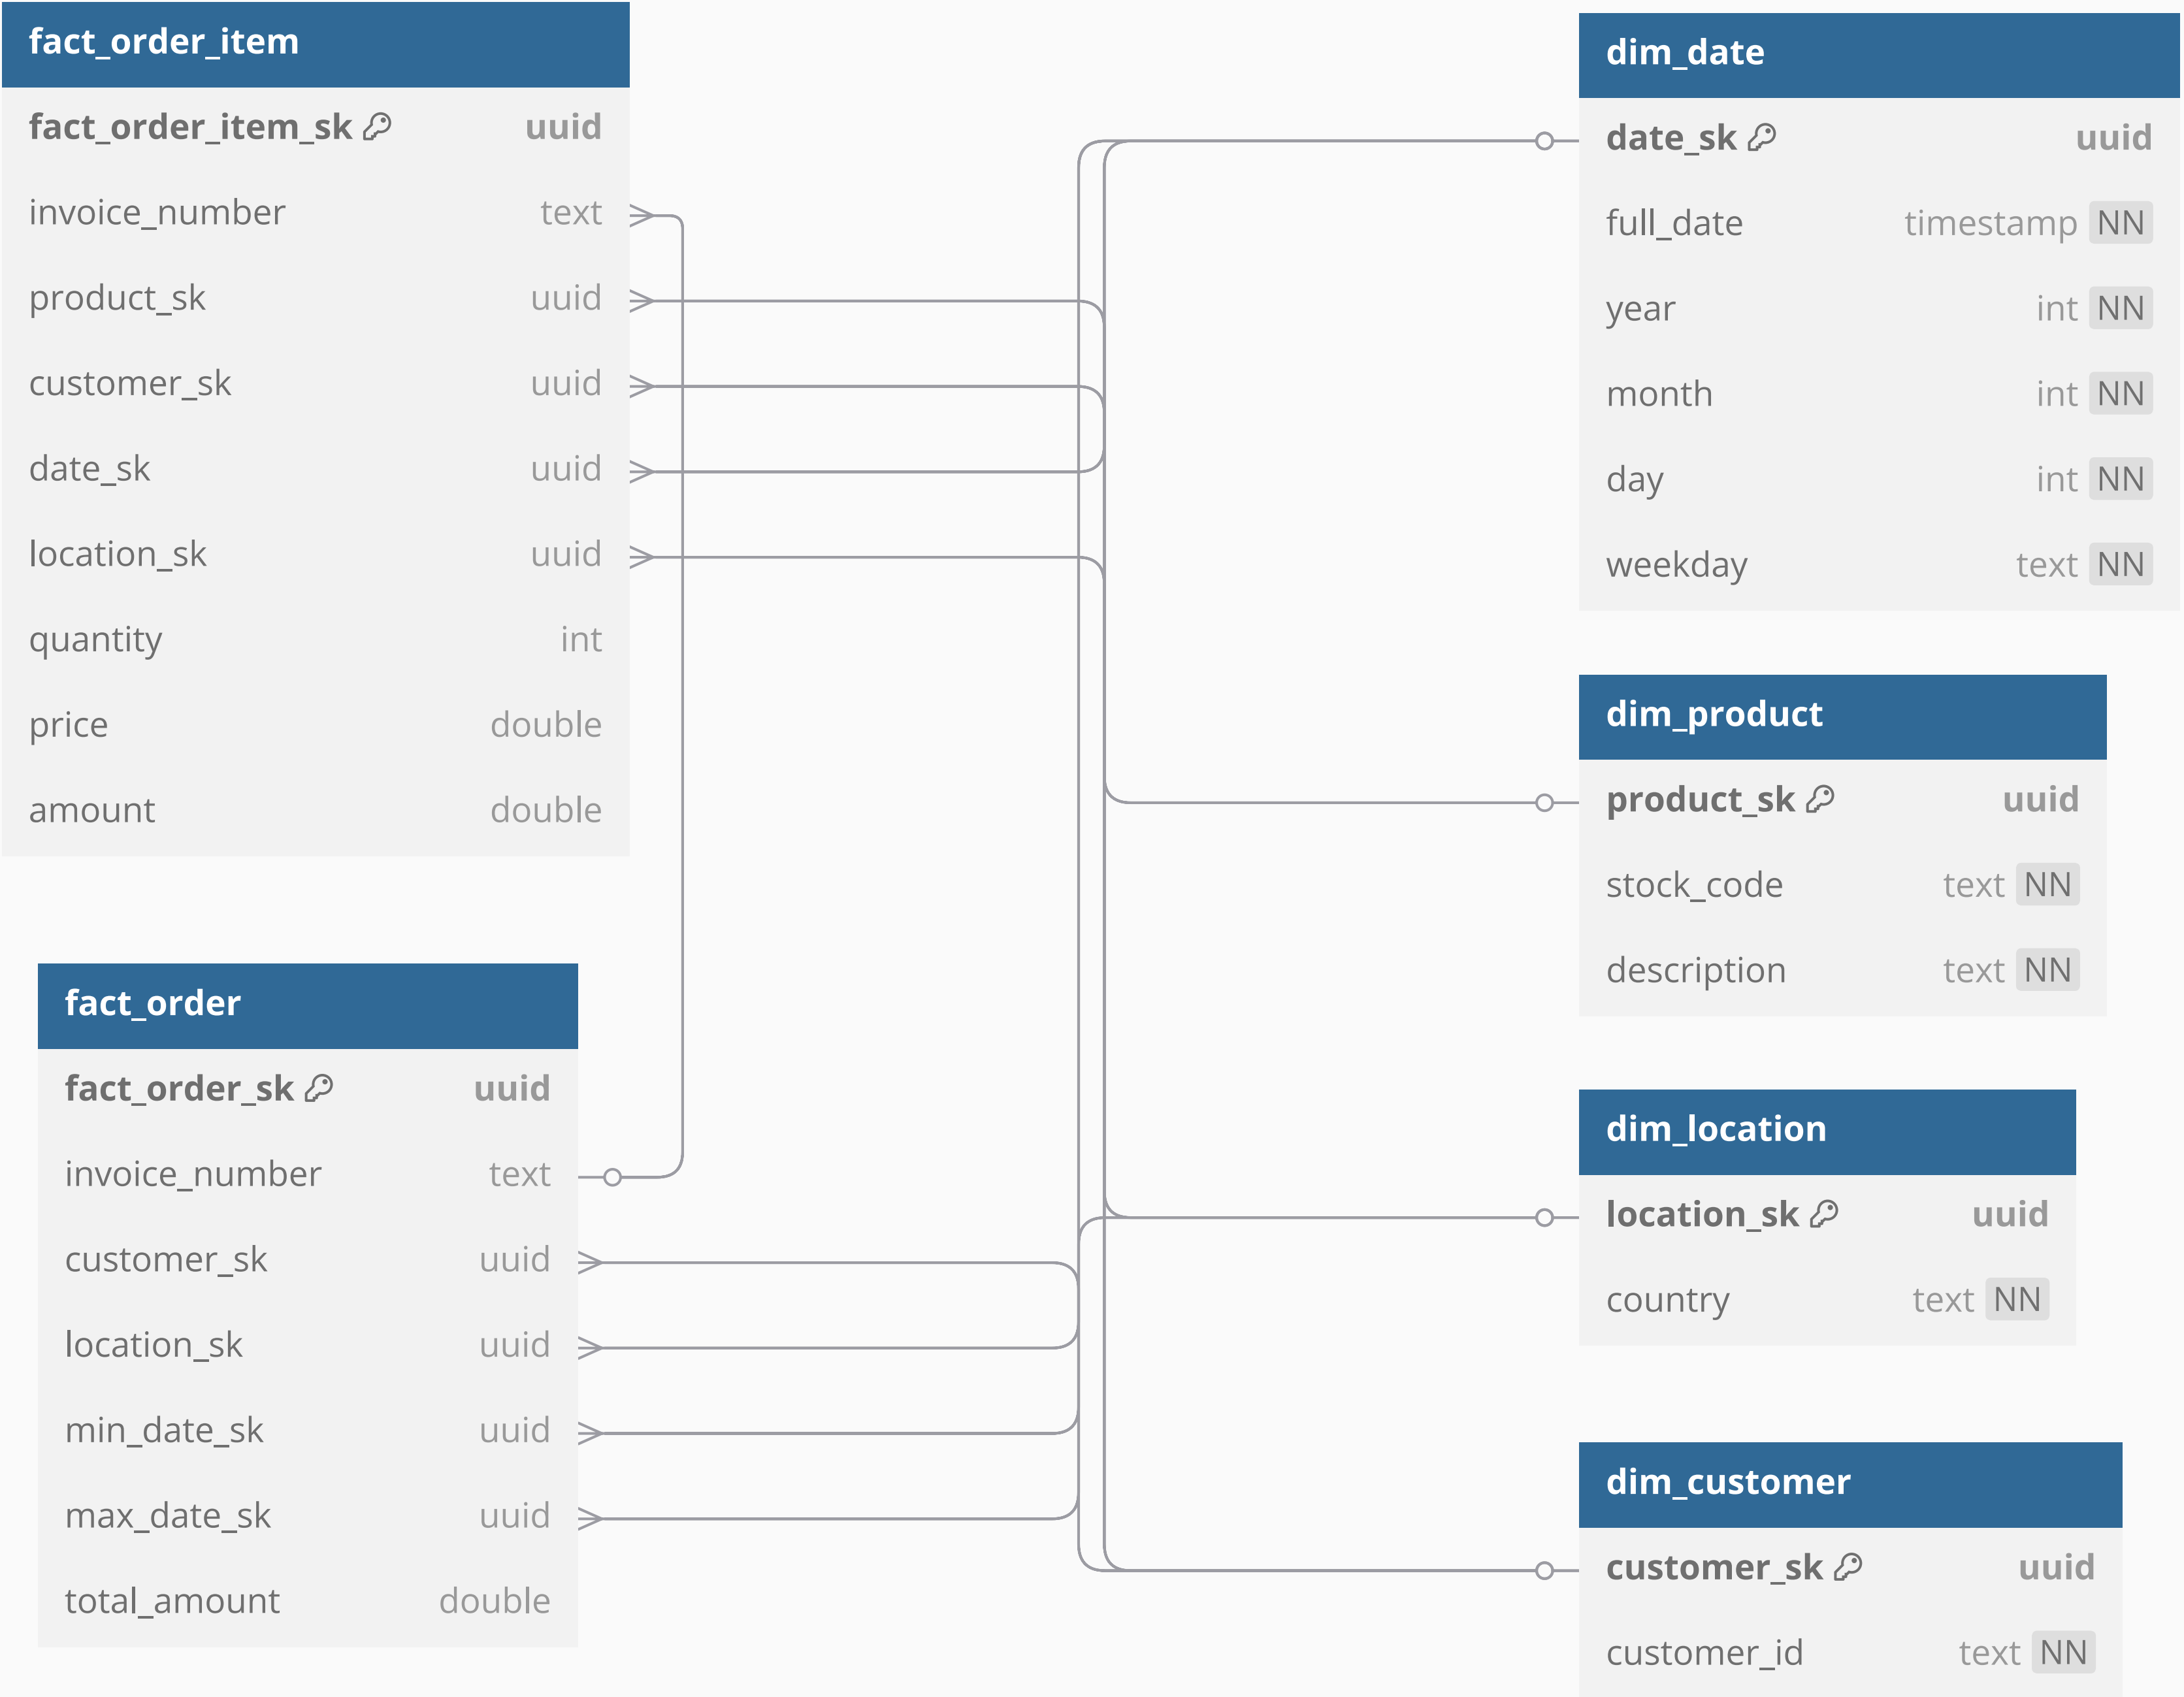 fact_order_item
fact_order_item_sk uuid
invoice_number text
product_sk uuid
customer_sk uuid
date_sk uuid
location_sk uuid
quantity int
price double
amount double
fact_order
fact_order_sk uuid
invoice_number text
customer_sk uuid
location_sk uuid
min_date_sk uuid
max_date_sk uuid
total_amount double
dim_date
date_sk uuid
full_date timestamp NN
year int NN
month int NN
day int NN
weekday text NN
dim_product
product_sk uuid
stock_code text NN
description text NN
dim_location
location_sk uuid
country text NN
dim_customer
customer_sk uuid
customer_id text NN